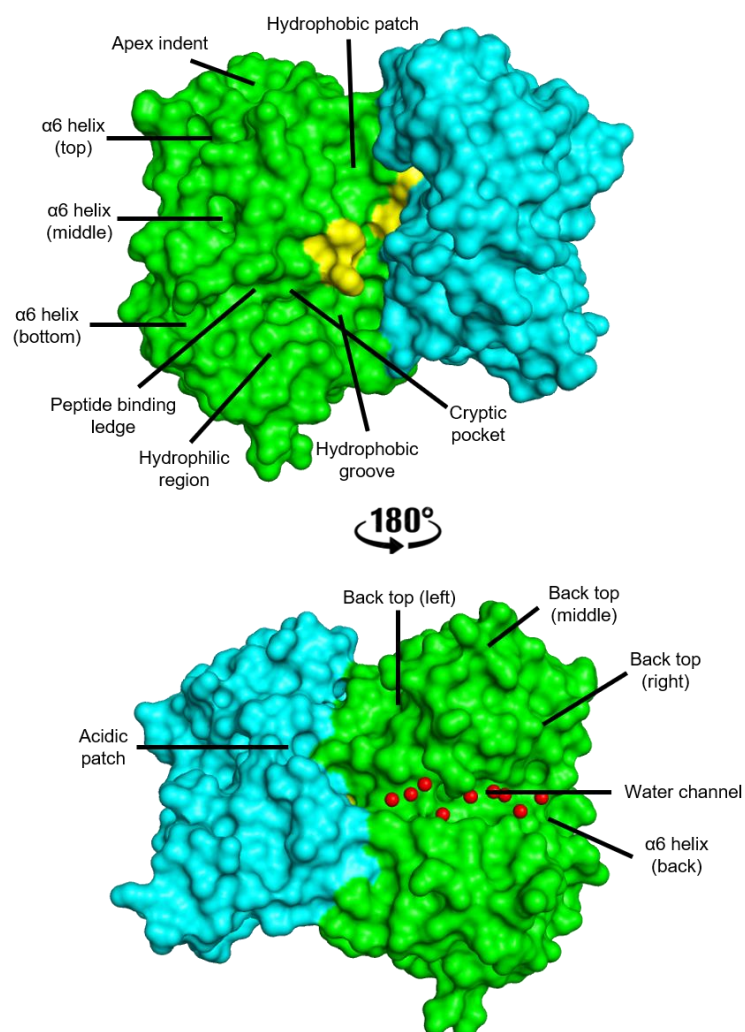 Hydrophobic patch
Apex indent
α6 helix
(top)
α6 helix
(middle)
α6 helix
(bottom)
Peptide binding
ledge
Hydrophilic
region
Hydrophobic
groove
Cryptic
pocket
180°
Back top (left)
Back top
(middle)
Back top
(right)
Acidic
patch
Water channel
α6 helix
(back)